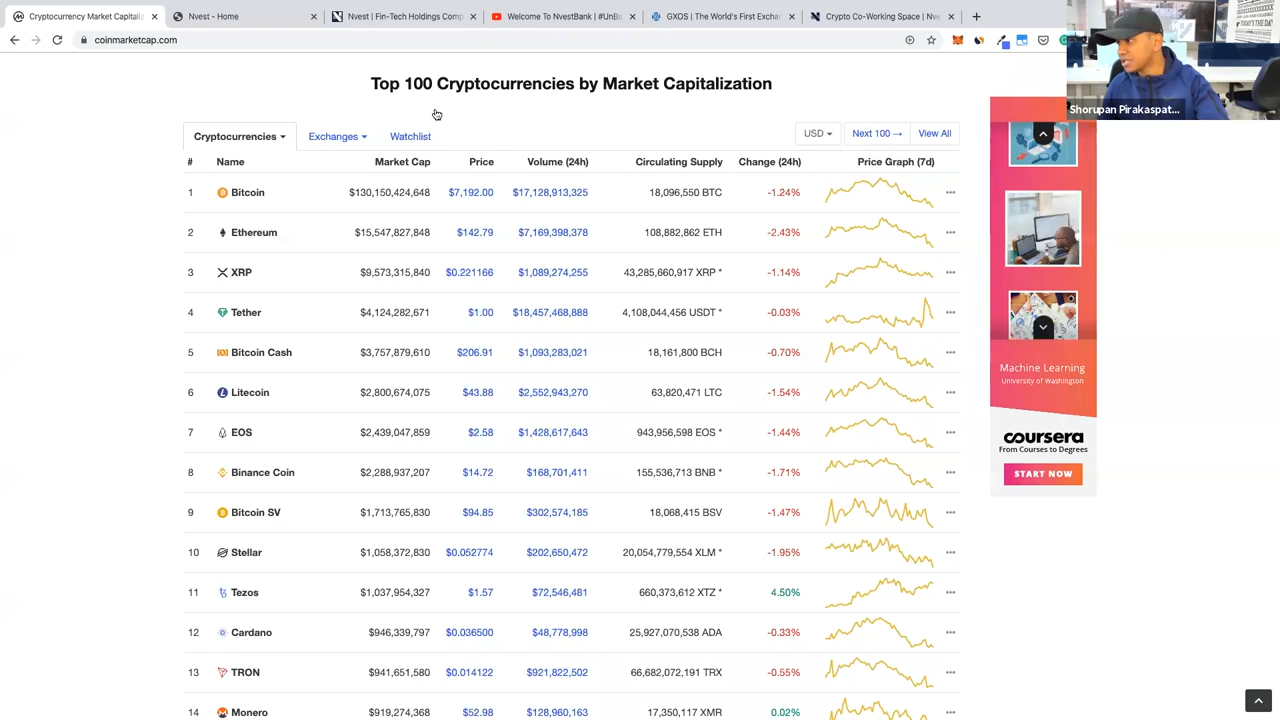 Cryptocurrency Market Capitaliz
Nvest - Home
Nvest | Fin-Tech Holdings Comp
Welcome To NvestBank | #UnBo
GXOS | The World's First Excha
Crypto Co-Working Space | Nve
coinmarketcap.com
Shorupan Pirakaspat...
Top 100 Cryptocurrencies by Market Capitalization
Cryptocurrencies Exchanges Watchlist USD Next 100 → View All
# Name Market Cap Price Volume (24h) Circulating Supply Change (24h) Price Graph (7d)
1 Bitcoin $130,150,424,648 $7,192.00 $17,128,913,325 18,096,550 BTC -1.24%
2 Ethereum $15,547,827,848 $142.79 $7,169,398,378 108,882,862 ETH -2.43%
3 XRP $9,573,315,840 $0.221166 $1,089,274,255 43,285,660,917 XRP * -1.14%
4 Tether $4,124,282,671 $1.00 $18,457,468,888 4,108,044,456 USDT * -0.03%
5 Bitcoin Cash $3,757,879,610 $206.91 $1,093,283,021 18,161,800 BCH -0.70%
6 Litecoin $2,800,674,075 $43.88 $2,552,943,270 63,820,471 LTC -1.54%
7 EOS $2,439,047,859 $2.58 $1,428,617,643 943,956,598 EOS * -1.44%
8 Binance Coin $2,288,937,207 $14.72 $168,701,411 155,536,713 BNB * -1.71%
9 Bitcoin SV $1,713,765,830 $94.85 $302,574,185 18,068,415 BSV -1.47%
10 Stellar $1,058,372,830 $0.052774 $202,650,472 20,054,779,554 XLM * -1.95%
11 Tezos $1,037,954,327 $1.57 $72,546,481 660,373,612 XTZ * 4.50%
12 Cardano $946,339,797 $0.036500 $48,778,998 25,927,070,538 ADA -0.33%
13 TRON $941,651,580 $0.014122 $921,822,502 66,682,072,191 TRX -0.55%
14 Monero $919,274,368 $52.98 $128,960,163 17,350,117 XMR 0.02%
Machine Learning
University of Washington
coursera
From Courses to Degrees
START NOW